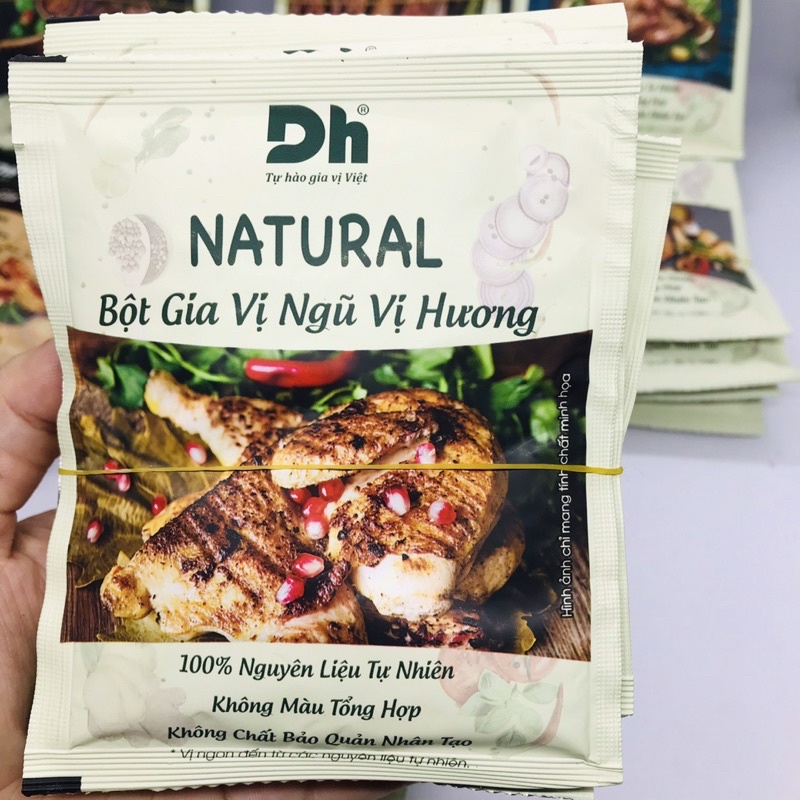 Dh®
Tự hào gia vị Việt
NATURAL
Bột Gia Vị Ngũ Vị Hương
Hình ảnh chỉ mang tính chất minh họa
100% Nguyên Liệu Tự Nhiên
Không Màu Tổng Hợp
Không Chất Bảo Quản Nhân Tạo
* Vị ngon đến từ các nguyên liệu tự nhiên.